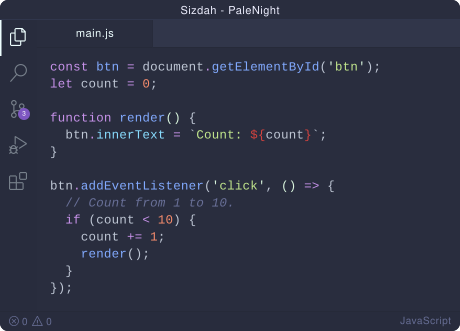 Sizdah - PaleNight
main.js
const btn = document.getElementById('btn');
let count = 0;
function render() {
  btn.innerText = `Count: ${count}`;
}
btn.addEventListener('click', () => {
  // Count from 1 to 10.
  if (count < 10) {
    count += 1;
    render();
  }
});
3
0 0 JavaScript